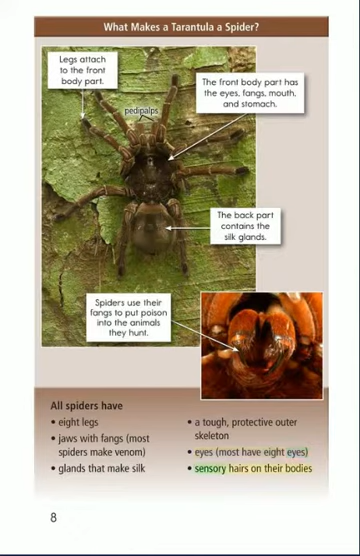 What Makes a Tarantula a Spider?
Legs attach
to the front
body part.
pedipalps
The front body part has
the eyes, fangs, mouth,
and stomach.
The back part
contains the
silk glands.
Spiders use their
fangs to put poison
into the animals
they hunt.
All spiders have
• eight legs
• jaws with fangs (most
spiders make venom)
• glands that make silk
• a tough, protective outer
skeleton
• eyes (most have eight eyes)
• sensory hairs on their bodies
8